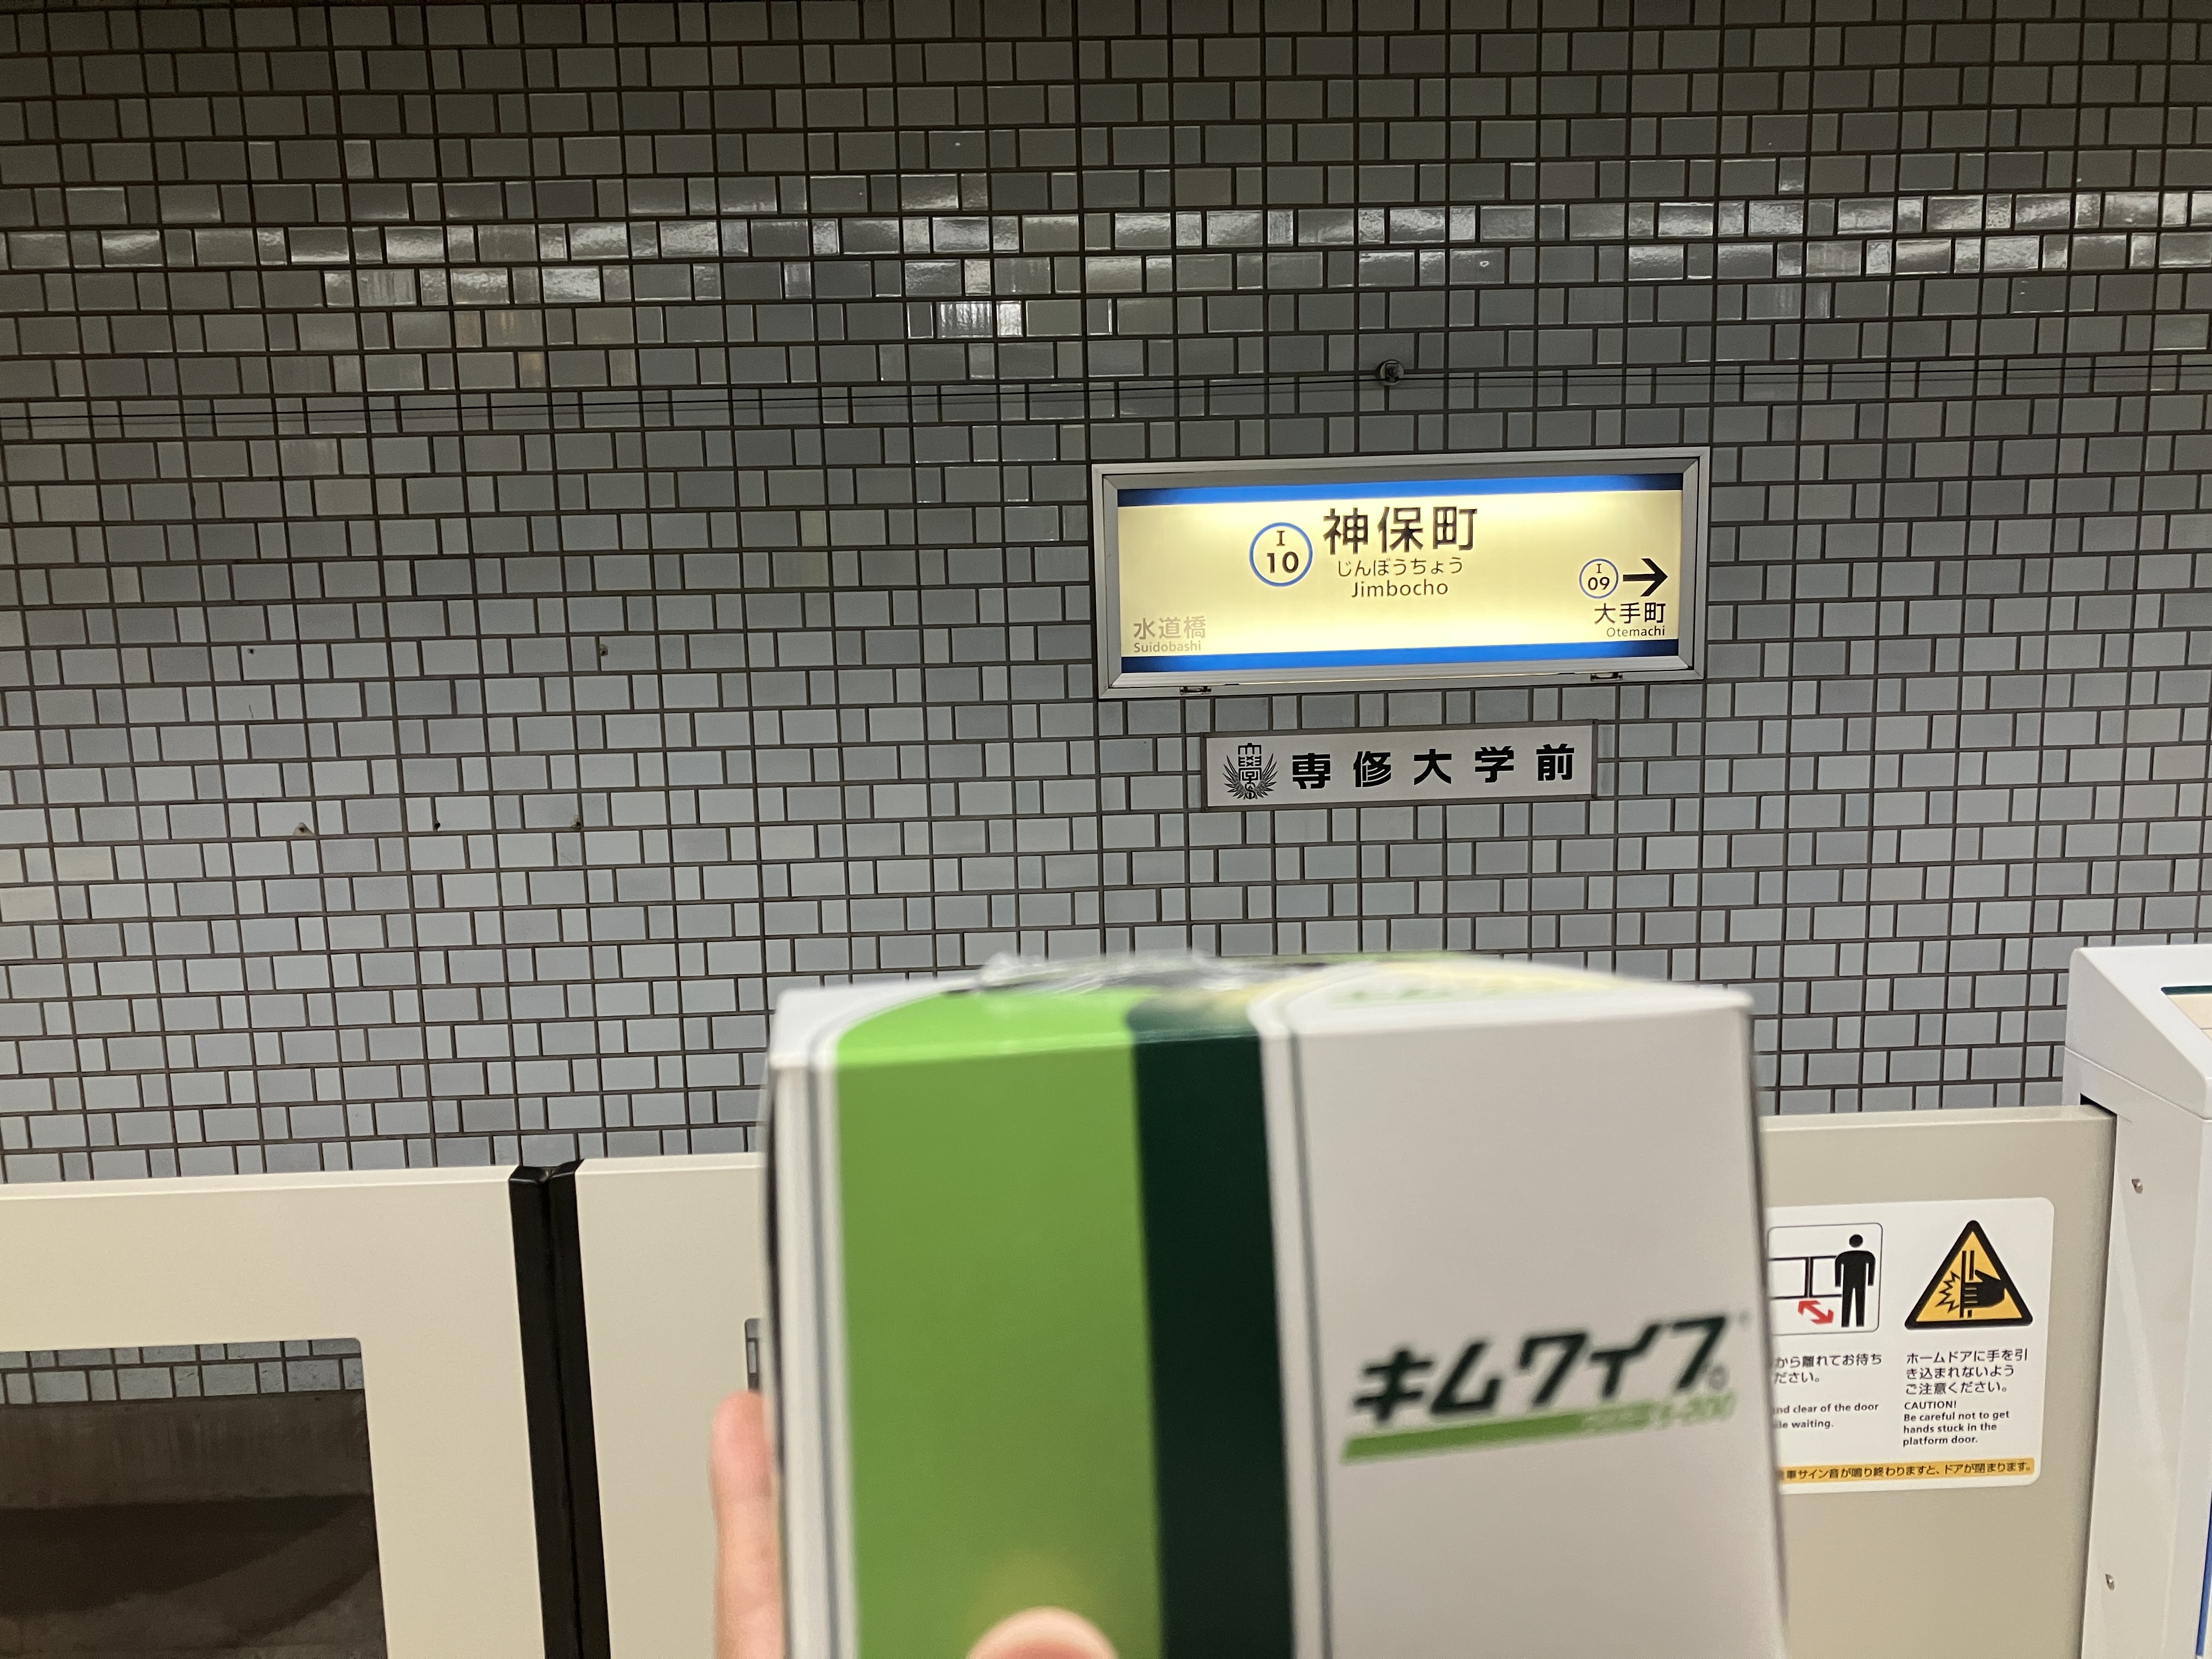 I
10
神保町
じんぼうちょう
Jimbocho
I
09
大手町
Otemachi
水道橋
Suidobashi
専修大学前
キムワイプ
S-200
から離れてお待ち
ださい。
nd clear of the door
le waiting.
ホームドアに手を引
き込まれないよう
ご注意ください。
CAUTION!
Be careful not to get
hands stuck in the
platform door.
車サイン音が鳴り終わりますと、ドアが閉まります。